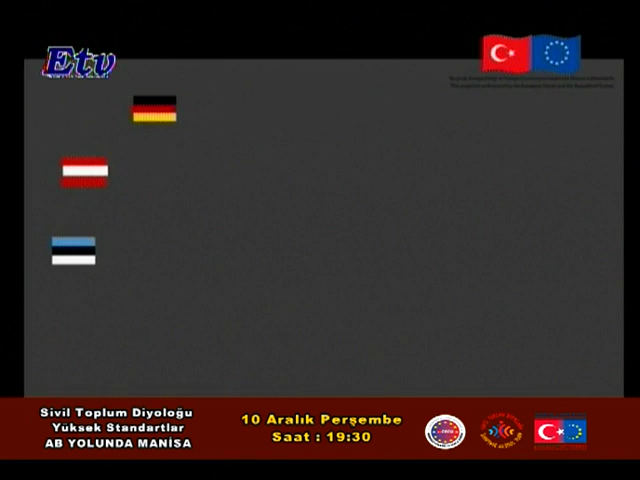 Etv
Sivil Toplum Diyoloğu
Yüksek Standartlar
AB YOLUNDA MANİSA
10 Aralık Perşembe
Saat : 19:30